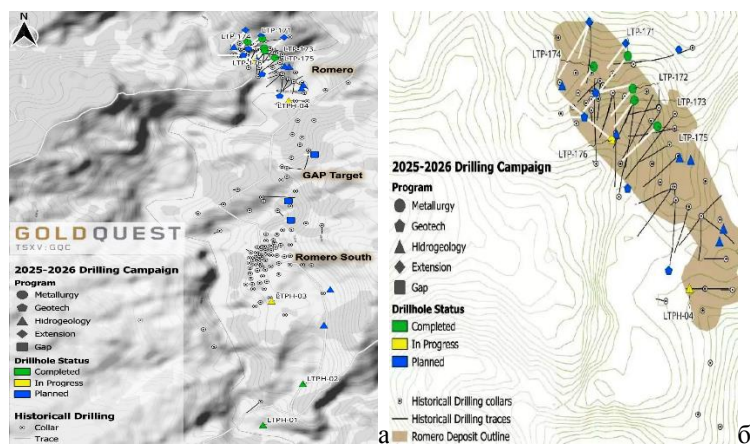 N
LTP-174
LTP-171
LTP-173
LTP-175
Romero
LTPH-04
GAP Target
GOLDQUEST
TSXV:GQC
2025-2026 Drilling Campaign
Program
Metallurgy
Geotech
Hidrogeology
Extension
Gap
Drillhole Status
Completed
In Progress
Planned
Historicall Drilling
Collar
Trace
Romero South
LTPH-03
LTPH-02
LTPH-01
а
LTP-171
LTP-174
LTP-172
LTP-173
LTP-175
LTP-176
2025-2026 Drilling Campaign
Program
Metallurgy
Geotech
Hidrogeology
Extension
Gap
Drillhole Status
Completed
In Progress
Planned
LTPH-04
Historicall Drilling collars
Historicall Drilling traces
Romero Deposit Outline
б